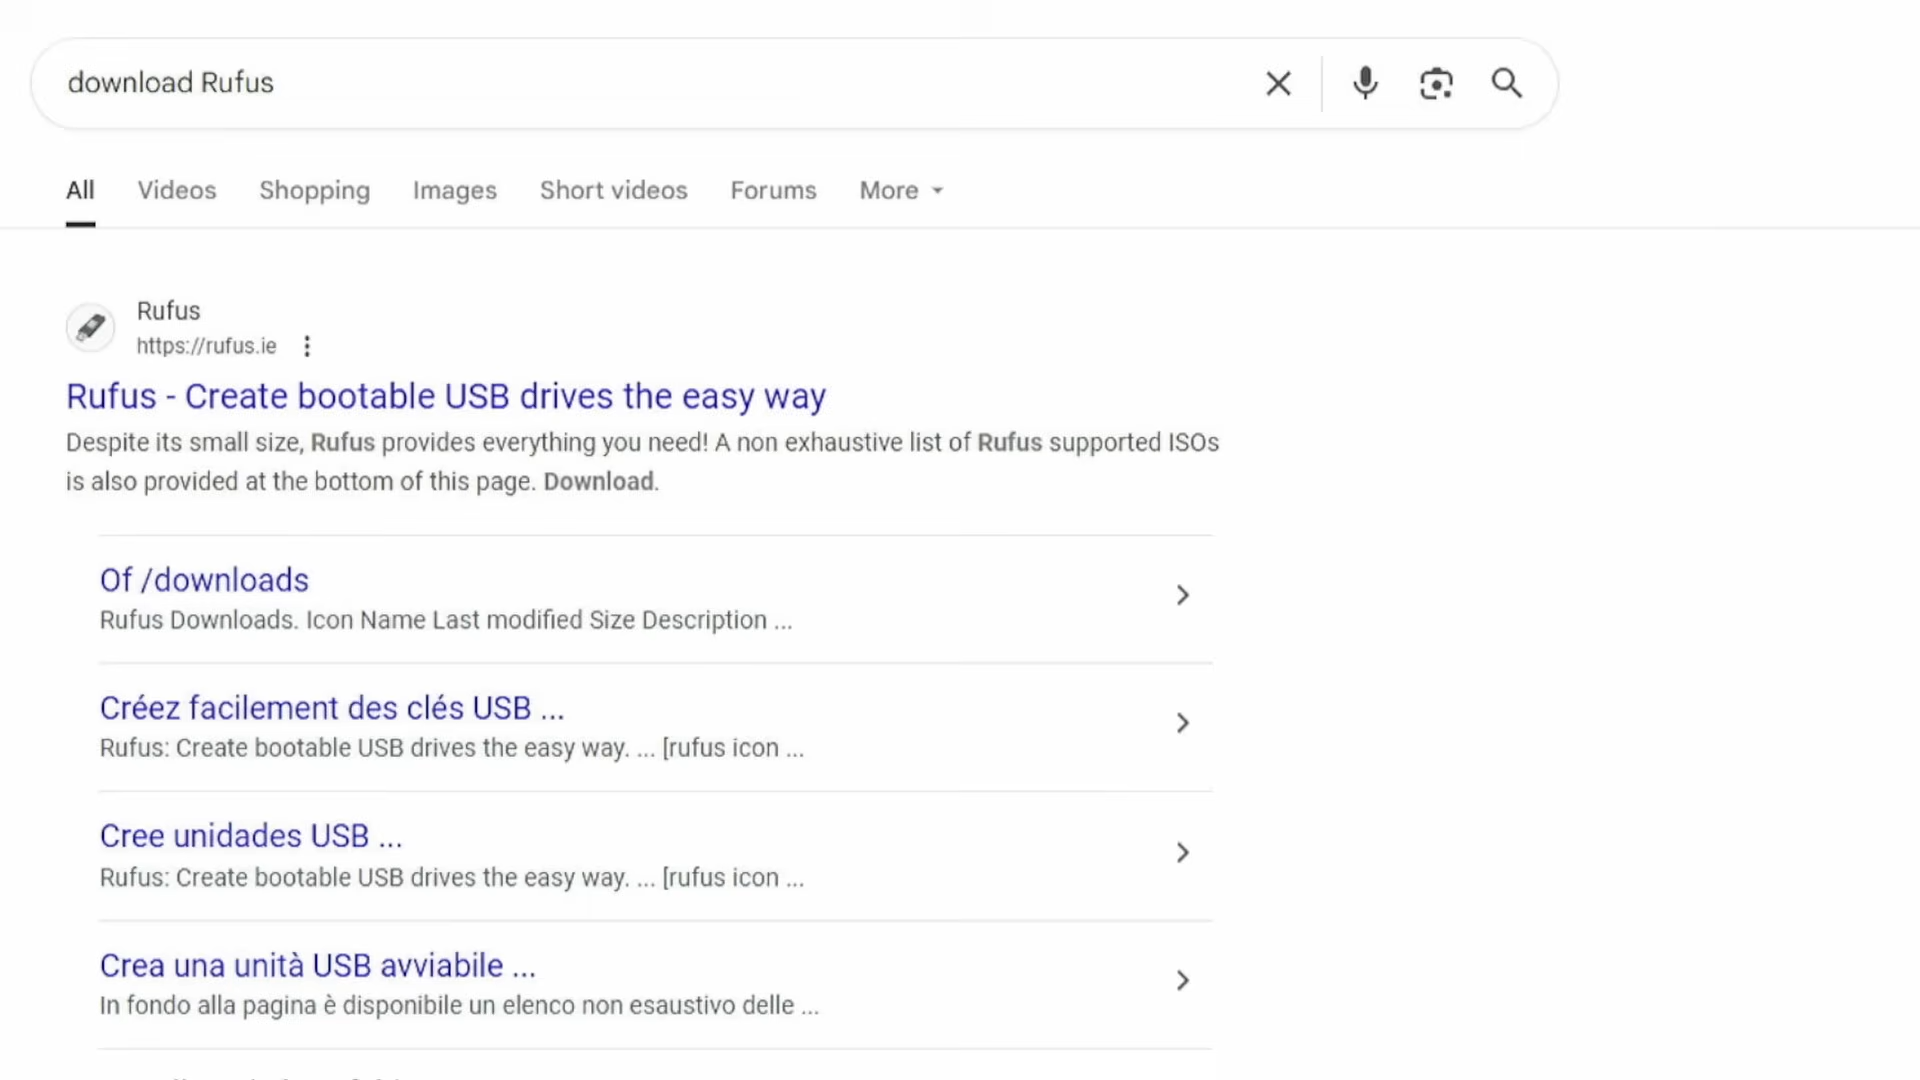 download Rufus
All Videos Shopping Images Short videos Forums More
Rufus
https://rufus.ie
Rufus - Create bootable USB drives the easy way
Despite its small size, Rufus provides everything you need! A non exhaustive list of Rufus supported ISOs
is also provided at the bottom of this page. Download.
Of /downloads
Rufus Downloads. Icon Name Last modified Size Description ...
Créez facilement des clés USB ...
Rufus: Create bootable USB drives the easy way. ... [rufus icon ...
Cree unidades USB ...
Rufus: Create bootable USB drives the easy way. ... [rufus icon ...
Crea una unità USB avviabile ...
In fondo alla pagina è disponibile un elenco non esaustivo delle ...